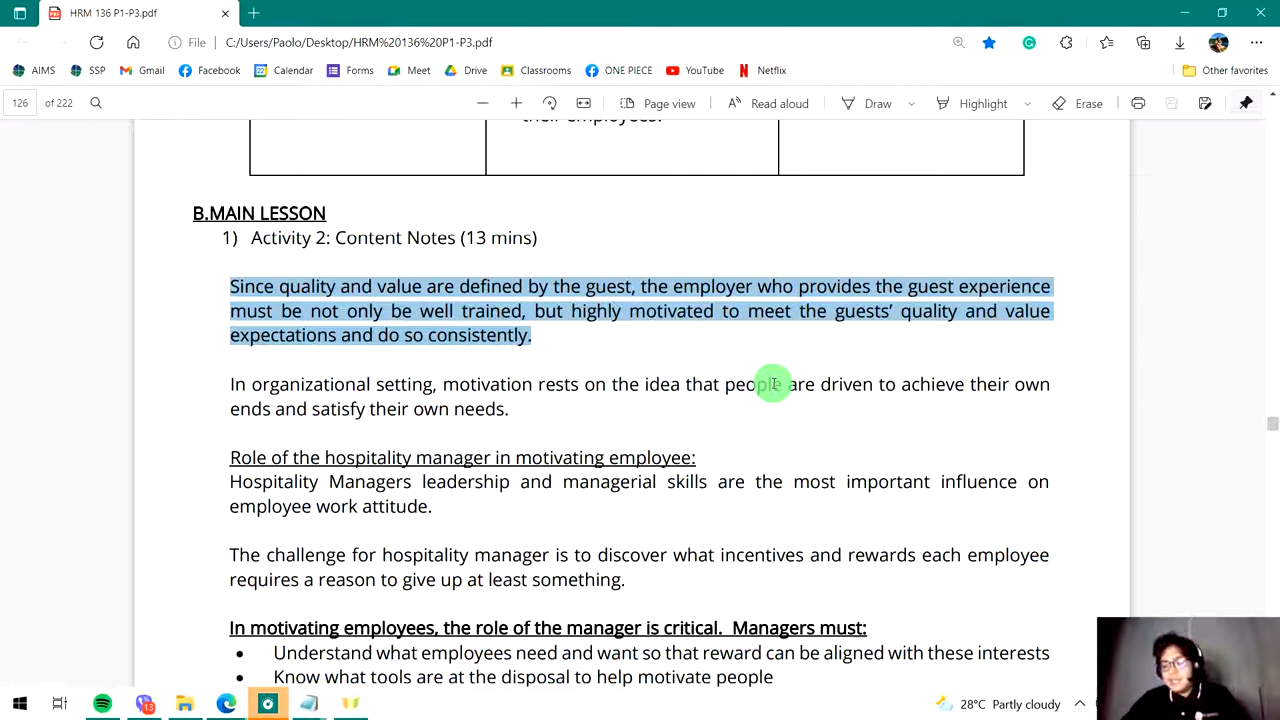 HRM 136 P1-P3.pdf
File C:/Users/Paolo/Desktop/HRM%20136%20P1-P3.pdf
AIMS SSP Gmail Facebook Calendar Forms Meet Drive Classrooms ONE PIECE YouTube Netflix Other favorites
126 of 222 Page view Read aloud Draw Highlight Erase
their employees.
B.MAIN LESSON
1) Activity 2: Content Notes (13 mins)
Since quality and value are defined by the guest, the employer who provides the guest experience
must be not only be well trained, but highly motivated to meet the guests’ quality and value
expectations and do so consistently.
In organizational setting, motivation rests on the idea that people are driven to achieve their own
ends and satisfy their own needs.
Role of the hospitality manager in motivating employee:
Hospitality Managers leadership and managerial skills are the most important influence on
employee work attitude.
The challenge for hospitality manager is to discover what incentives and rewards each employee
requires a reason to give up at least something.
In motivating employees, the role of the manager is critical. Managers must:
• Understand what employees need and want so that reward can be aligned with these interests
• Know what tools are at the disposal to help motivate people
13
28°C Partly cloudy